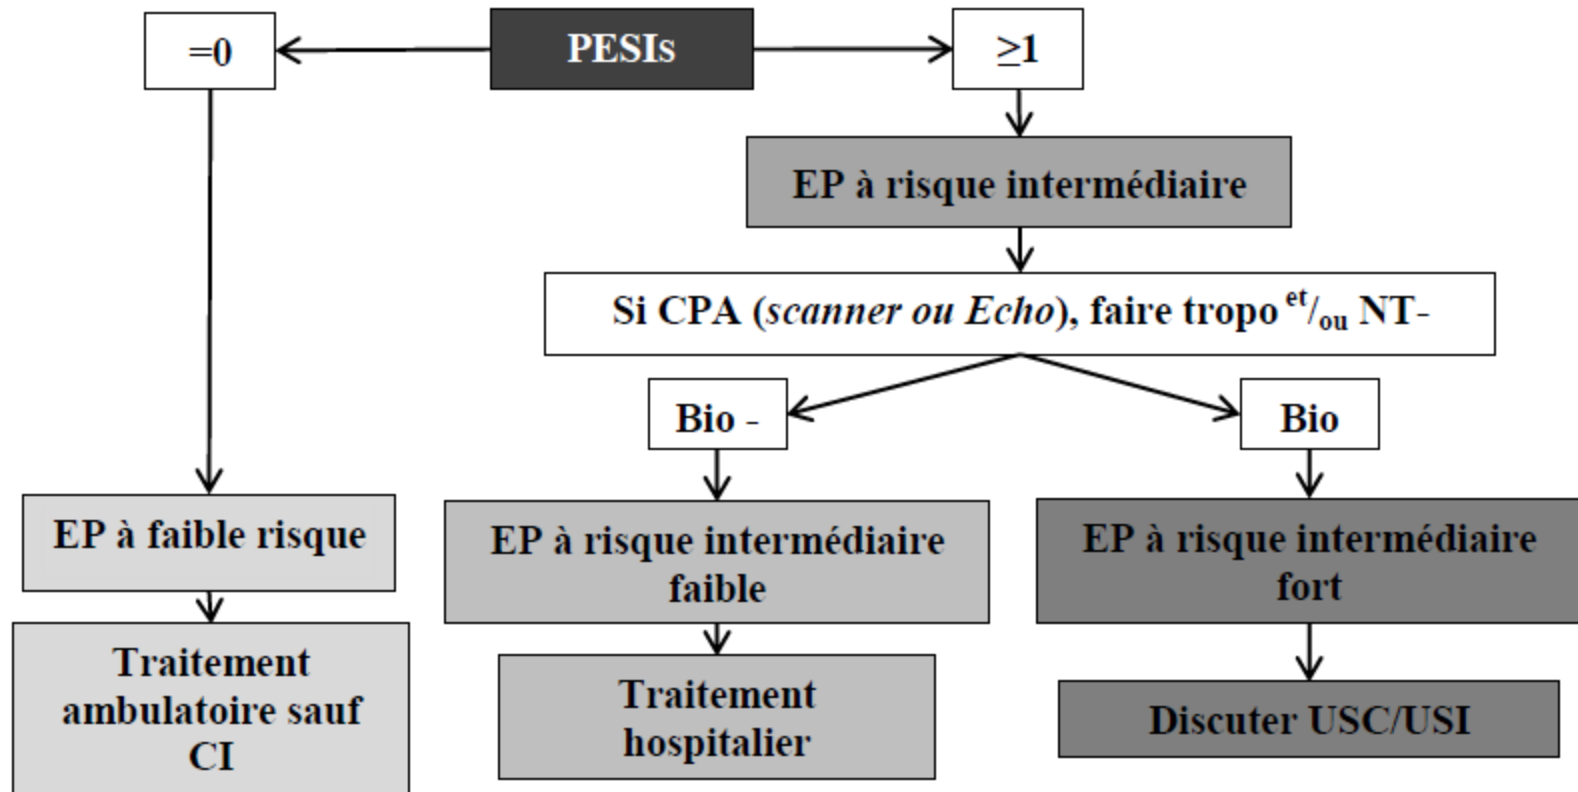 =0
PESIs
≥1
EP à risque intermédiaire
Si CPA (scanner ou Echo), faire tropo et/ou NT-
Bio -
Bio
EP à faible risque
EP à risque intermédiaire
faible
EP à risque intermédiaire
fort
Traitement
ambulatoire sauf
CI
Traitement
hospitalier
Discuter USC/USI